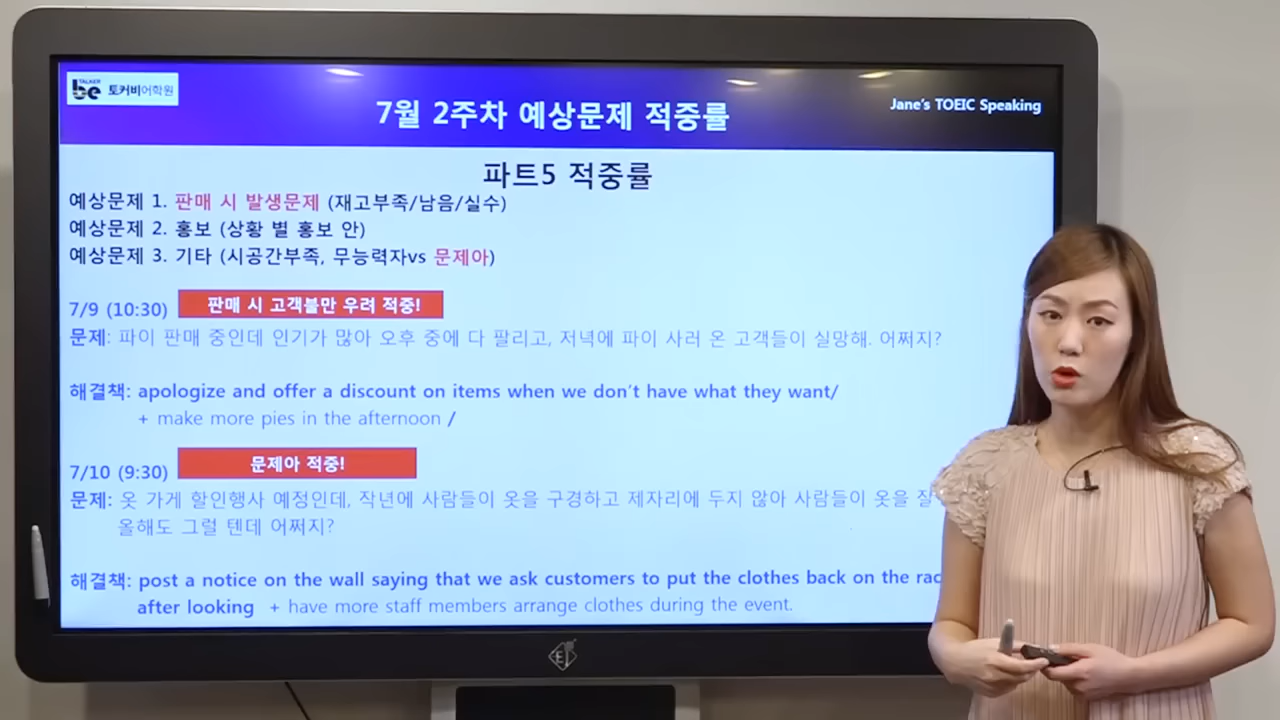 TALKER
be 토커비어학원
7월 2주차 예상문제 적중률
Jane's TOEIC Speaking
파트5 적중률
예상문제 1. 판매 시 발생문제 (재고부족/남음/실수)
예상문제 2. 홍보 (상황 별 홍보 안)
예상문제 3. 기타 (시공간부족, 무능력자vs 문제아)
7/9 (10:30) 판매 시 고객불만 우려 적중!
문제: 파이 판매 중인데 인기가 많아 오후 중에 다 팔리고, 저녁에 파이 사러 온 고객들이 실망해. 어쩌지?
해결책: apologize and offer a discount on items when we don't have what they want/
+ make more pies in the afternoon /
7/10 (9:30) 문제아 적중!
문제: 옷 가게 할인행사 예정인데, 작년에 사람들이 옷을 구경하고 제자리에 두지 않아 사람들이 옷을 잘
올해도 그럴 텐데 어쩌지?
해결책: post a notice on the wall saying that we ask customers to put the clothes back on the
after looking + have more staff members arrange clothes during the event.